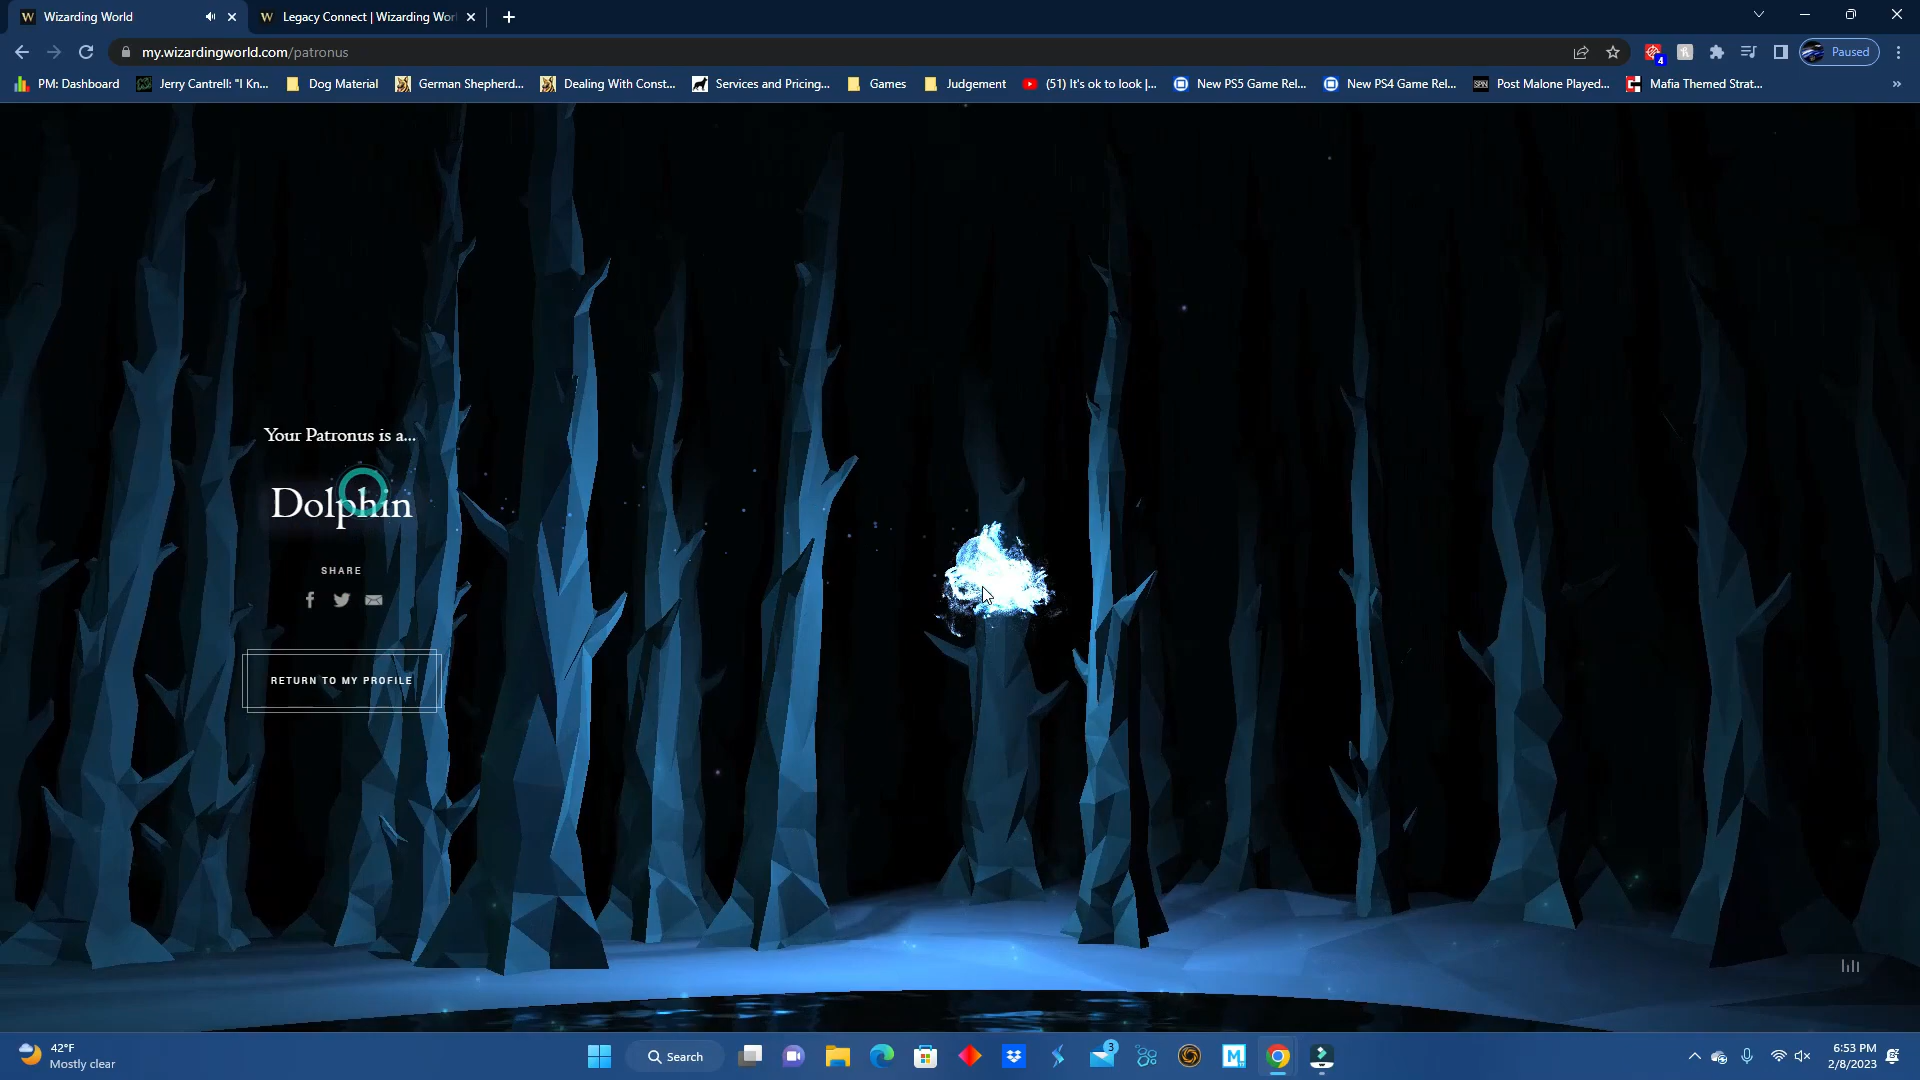 Wizarding World
Legacy Connect | Wizarding Worl
my.wizardingworld.com/patronus
4
Paused
PM: Dashboard
Jerry Cantrell: "I Kn...
Dog Material
German Shepherd...
Dealing With Const...
Services and Pricing...
Games
Judgement
(51) It's ok to look |...
New PS5 Game Rel...
New PS4 Game Rel...
SPIN
Post Malone Played...
Mafia Themed Strat...
»
Your Patronus is a...
Dolphin
SHARE
RETURN TO MY PROFILE
42°F
Mostly clear
Search
3
6:53 PM
2/8/2023